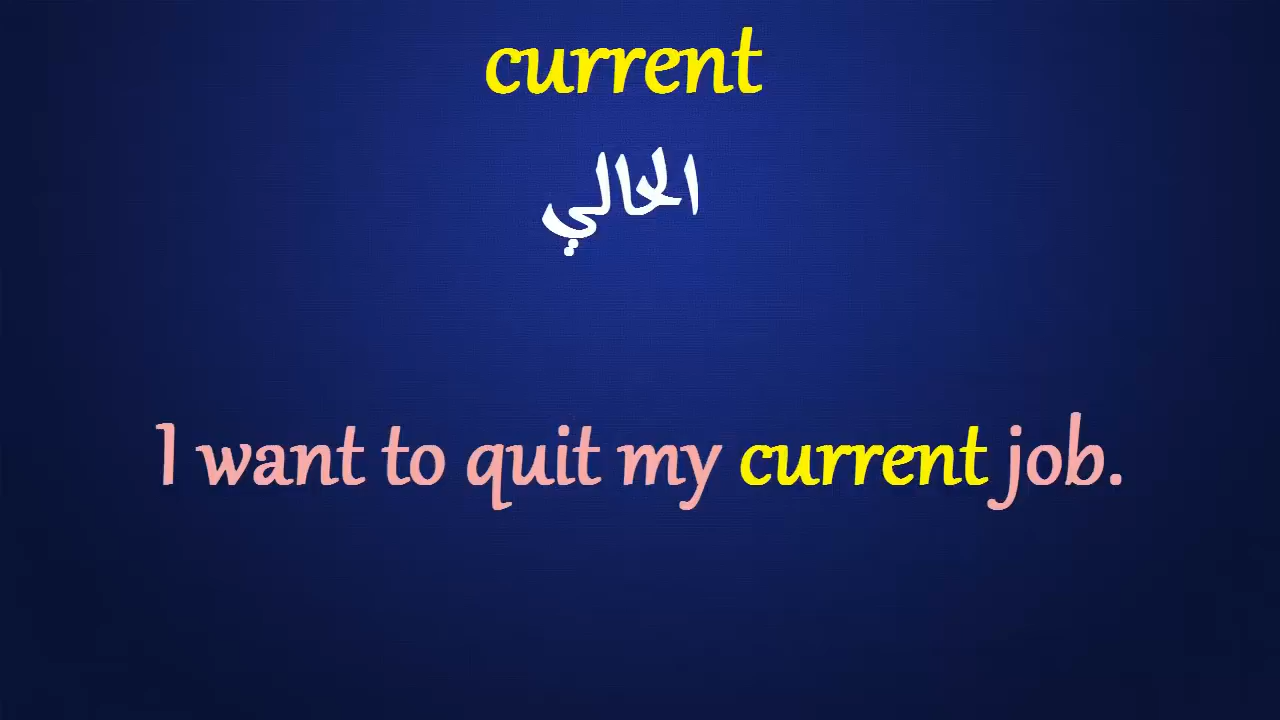 current
الحالي
I want to quit my current job.